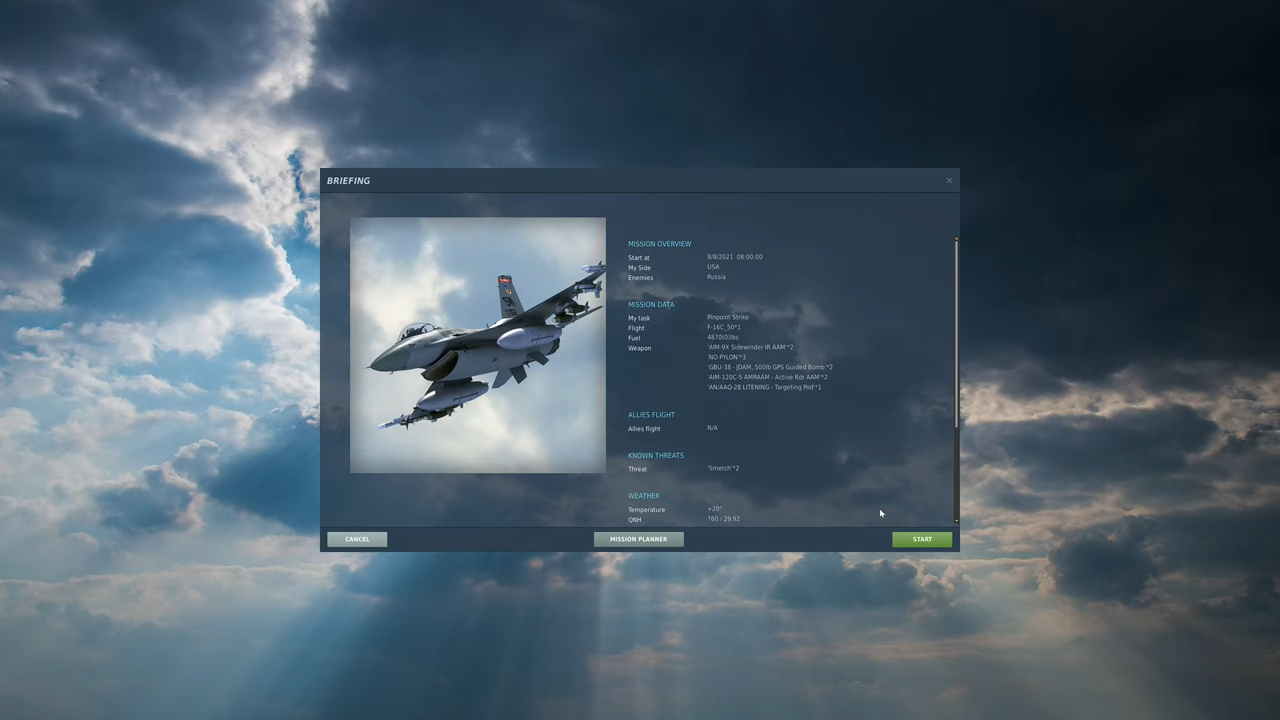 BRIEFING
MISSION OVERVIEW
Start at 8/8/2021 08:00:00
My Side USA
Enemies Russia
MISSION DATA
My task Pinpoint Strike
Flight F-16C_50*1
Fuel 4870(0)lbs
Weapon 'AIM-9X Sidewinder IR AAM'*2
'NO PYLON'*3
'GBU-38 - JDAM, 500lb GPS Guided Bomb'*2
'AIM-120C-5 AMRAAM - Active Rdr AAM'*2
'AN/AAQ-28 LITENING - Targeting Pod'*1
ALLIES FLIGHT
Allies flight N/A
KNOWN THREATS
Threat 'Smerch'*2
WEATHER
Temperature +20°
QNH 760 / 29.92
CANCEL MISSION PLANNER START